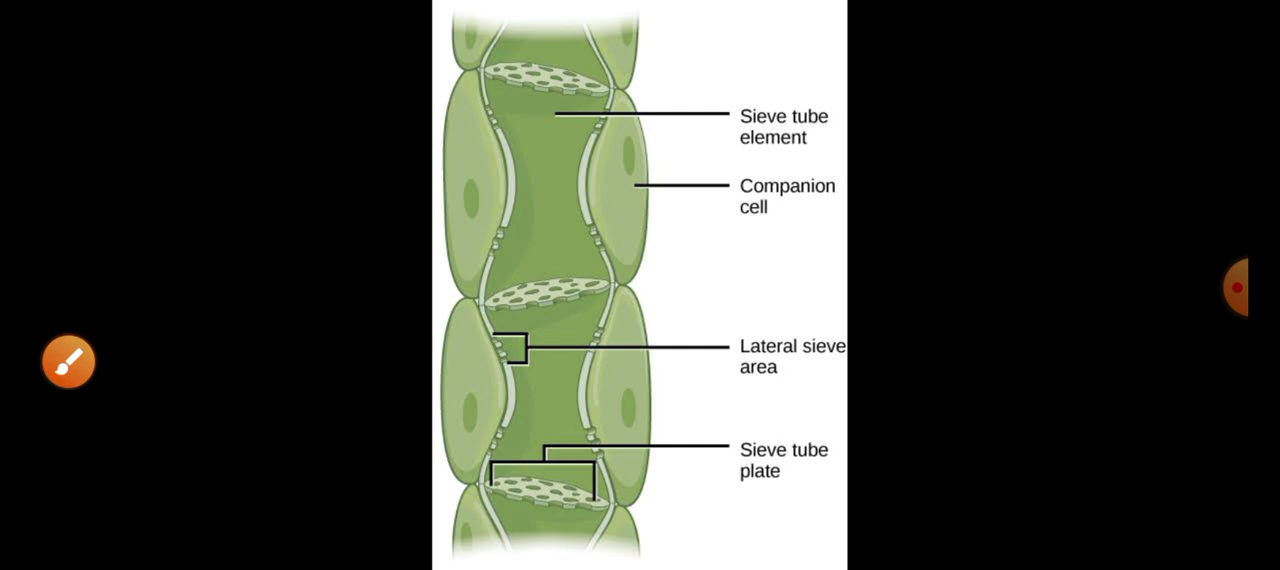 Sieve tube
element
Companion
cell
Lateral sieve
area
Sieve tube
plate